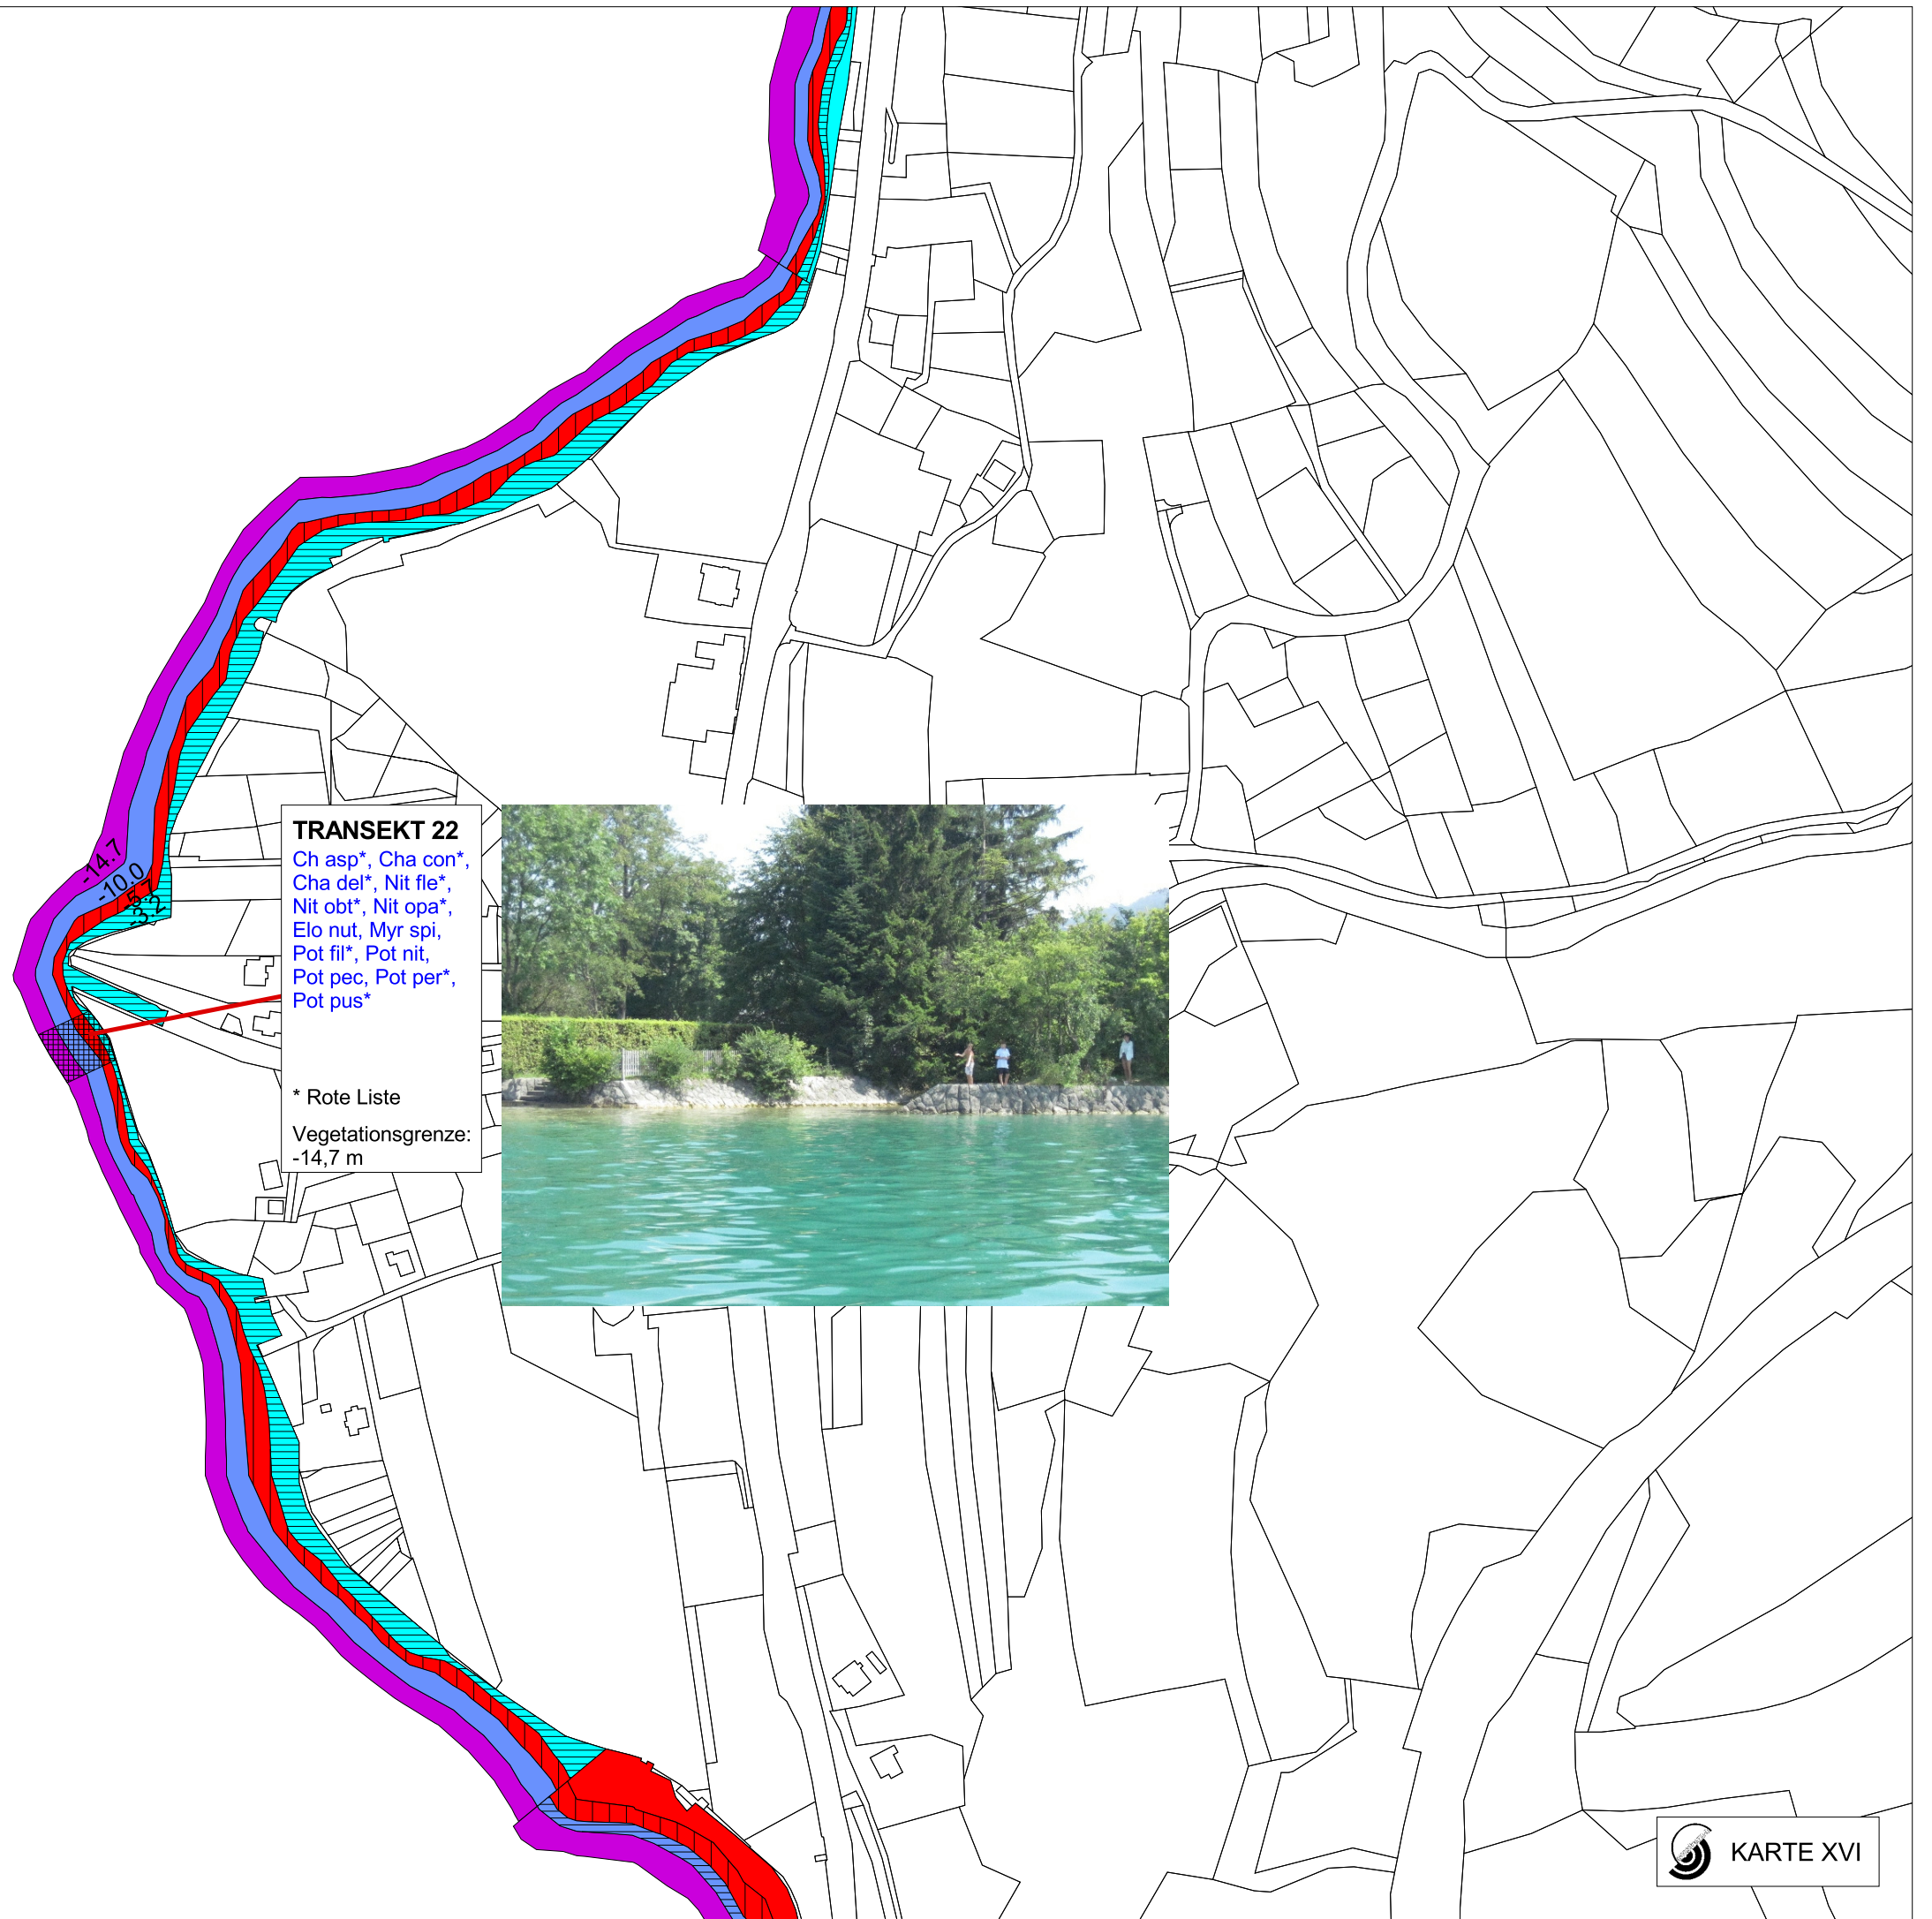 -14.7
-10.0
-3.2
TRANSEKT 22
Ch asp*, Cha con*,
Cha del*, Nit fle*,
Nit obt*, Nit opa*,
Elo nut, Myr spi,
Pot fil*, Pot nit,
Pot pec, Pot per*,
Pot pus*
* Rote Liste
Vegetationsgrenze:
-14,7 m
KARTE XVI